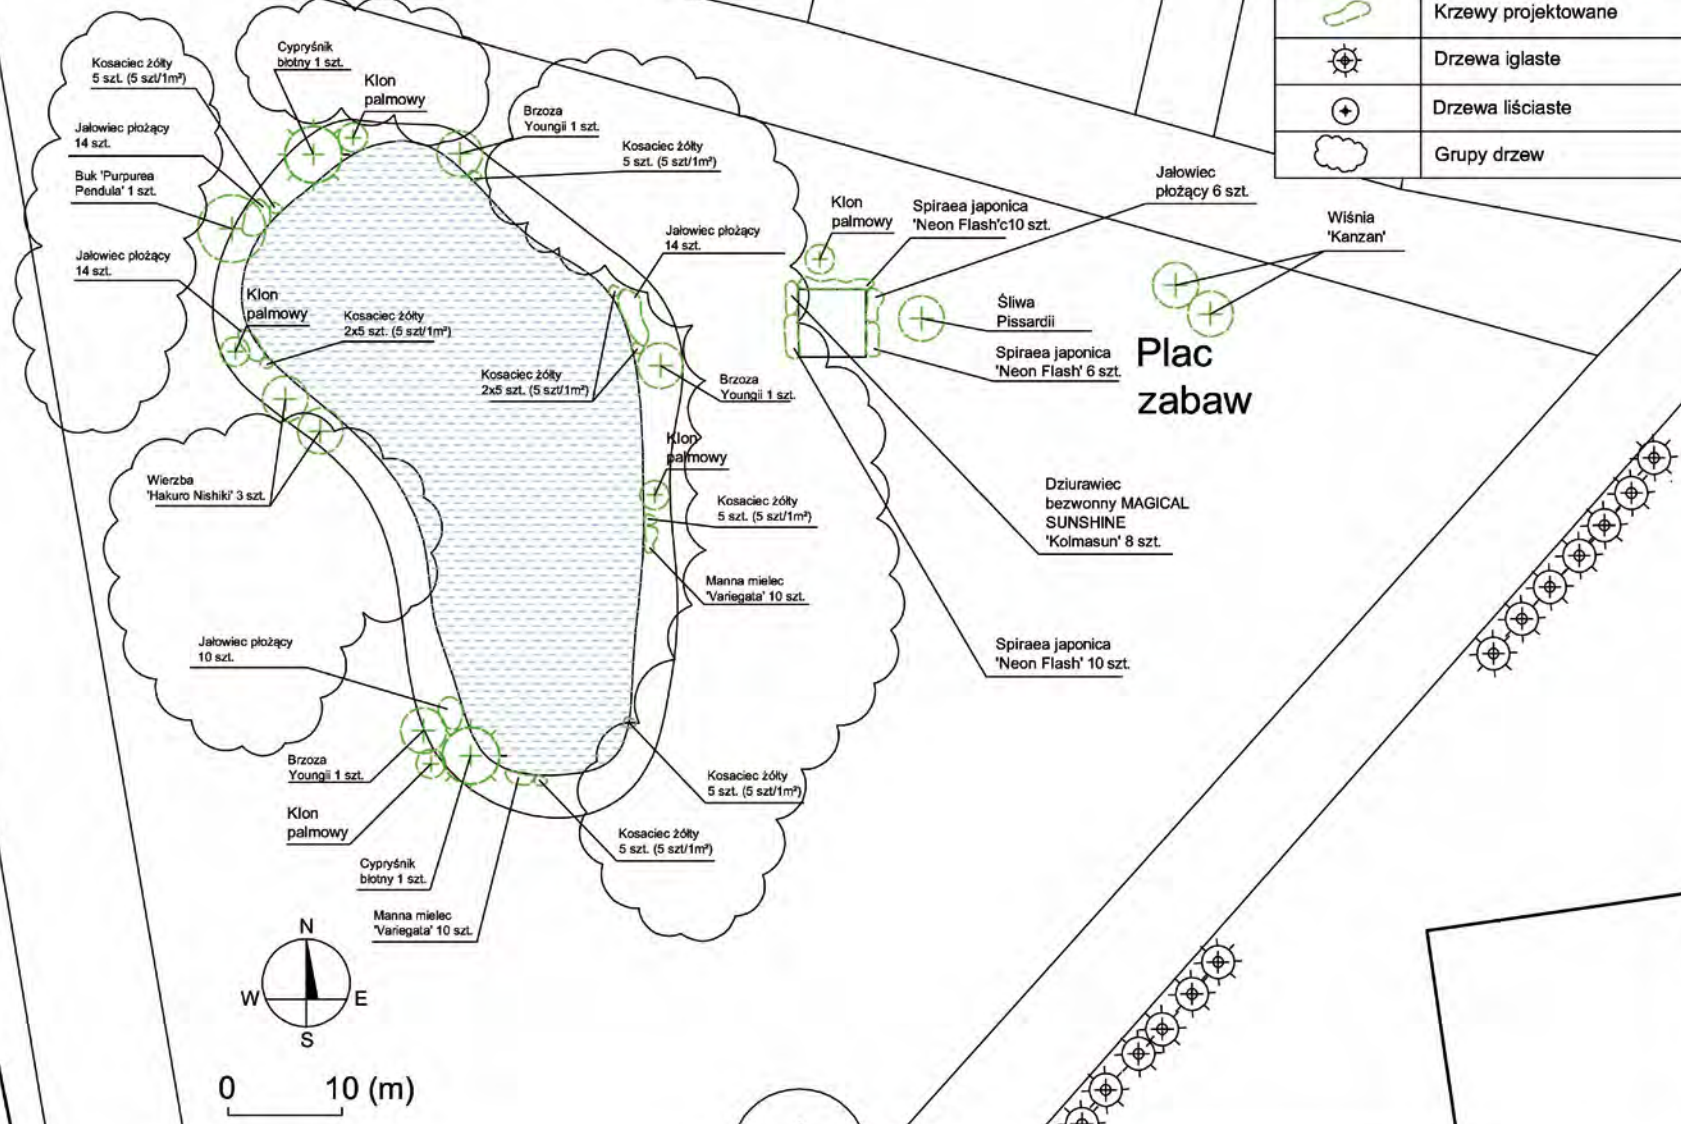 Krzewy projektowane
Drzewa iglaste
Drzewa liściaste
Grupy drzew
Kosaciec żółty
5 szt. (5 szt/1m²)
Cypryśnik
błotny 1 szt.
Klon
palmowy
Brzoza
Youngii 1 szt.
Jałowiec płożący
14 szt.
Kosaciec żółty
5 szt. (5 szt/1m²)
Buk 'Purpurea
Pendula' 1 szt.
Jałowiec
płożący 6 szt.
Klon
palmowy
Spiraea japonica
'Neon Flash'c10 szt.
Wiśnia
'Kanzan'
Jałowiec płożący
14 szt.
Jałowiec płożący
14 szt.
Klon
palmowy
Kosaciec żółty
2x5 szt. (5 szt/1m²)
Śliwa
Pissardii
Spiraea japonica
'Neon Flash' 6 szt.
Plac
zabaw
Kosaciec żółty
2x5 szt. (5 szt/1m²)
Brzoza
Youngii 1 szt.
Klon
palmowy
Wierzba
'Hakuro Nishiki' 3 szt.
Kosaciec żółty
5 szt. (5 szt/1m²)
Dziurawiec
bezwonny MAGICAL
SUNSHINE
'Kolmasun' 8 szt.
Manna mielec
'Variegata' 10 szt.
Jałowiec płożący
10 szt.
Spiraea japonica
'Neon Flash' 10 szt.
Brzoza
Youngii 1 szt.
Kosaciec żółty
5 szt. (5 szt/1m²)
Klon
palmowy
Kosaciec żółty
5 szt. (5 szt/1m²)
Cypryśnik
błotny 1 szt.
Manna mielec
'Variegata' 10 szt.
N
W E
S
0 10 (m)